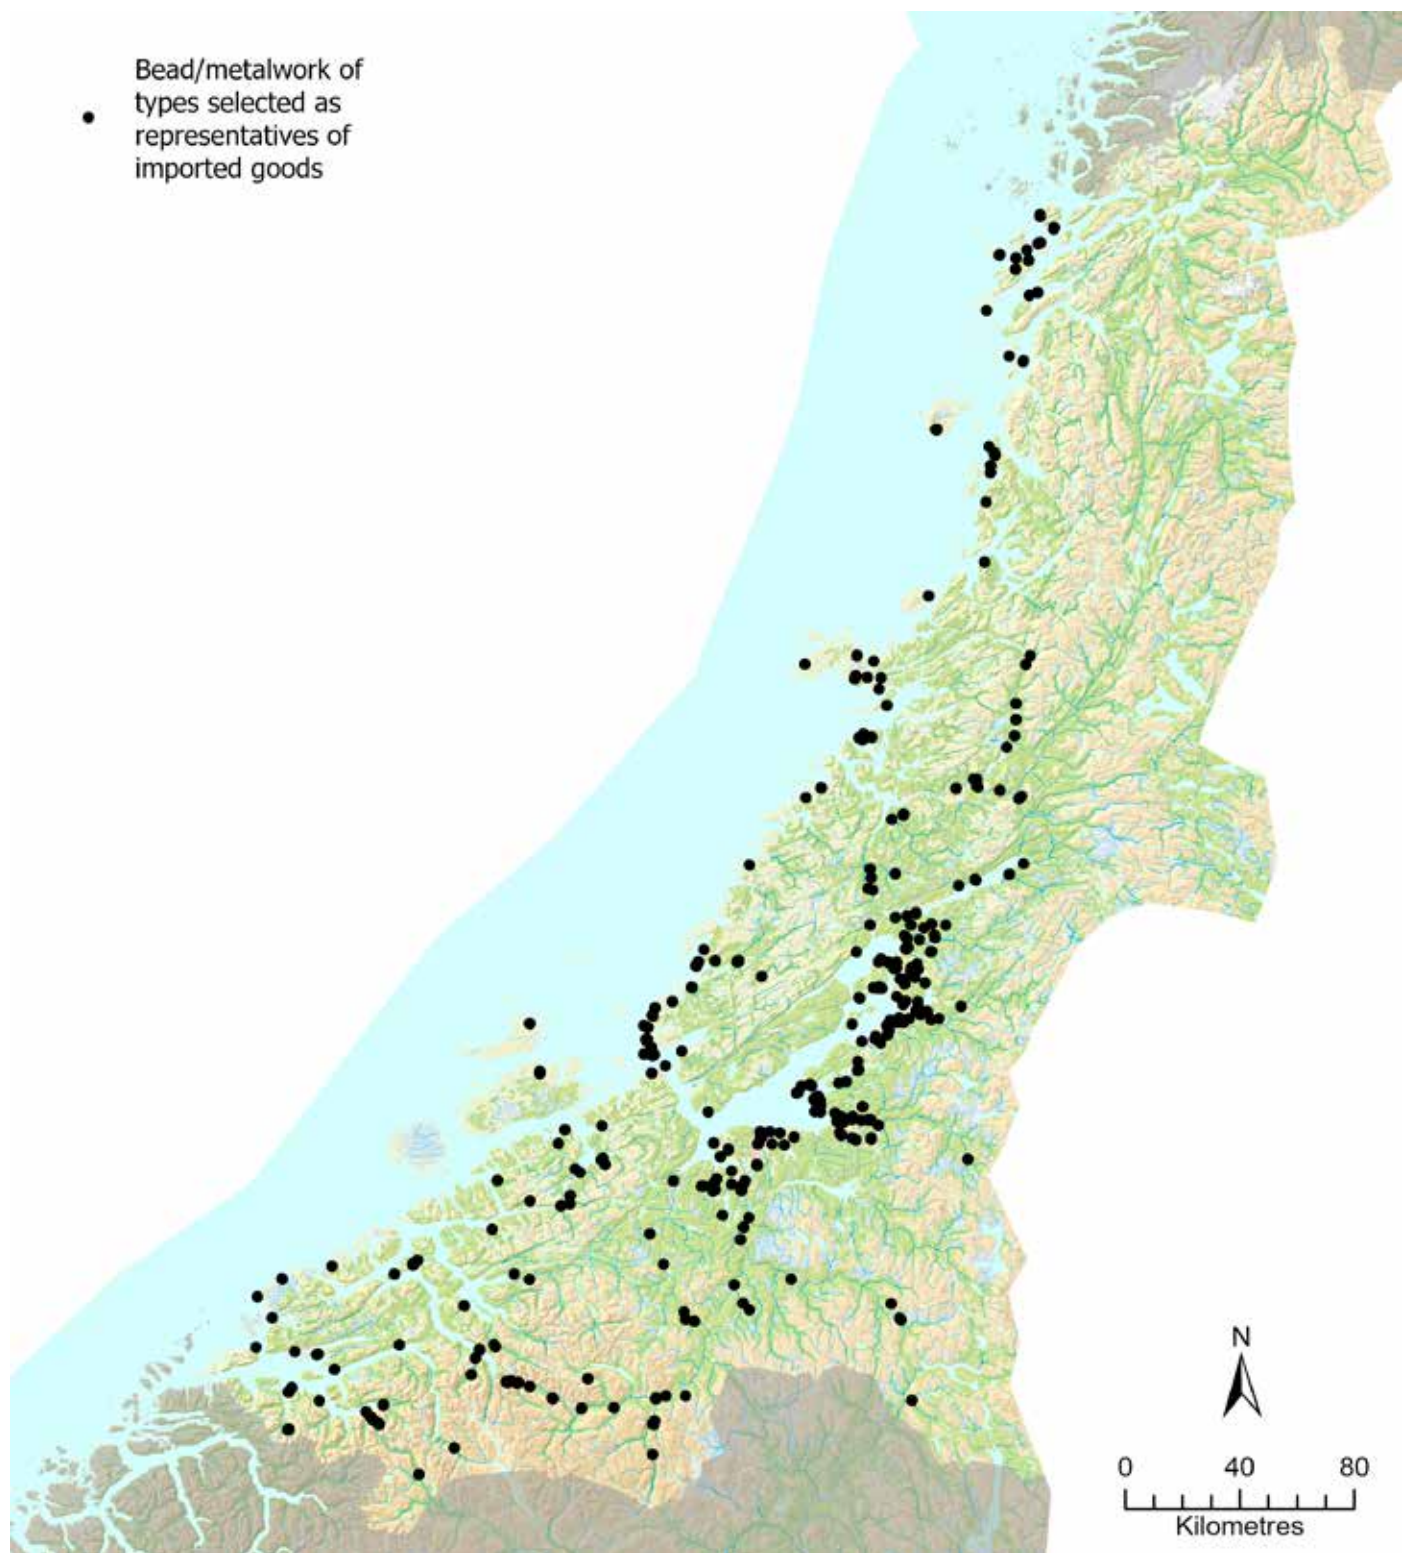 Bead/metalwork of
types selected as
representatives of
imported goods
N
0 40 80
Kilometres